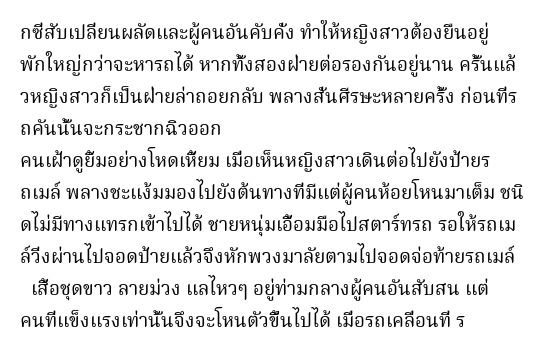 กซีสับเปลี่ยนผลัดและผู้คนอันคับคั่ง ทำให้หญิงสาวต้องยืนอยู่
พักใหญ่กว่าจะหารถได้ หากทั้งสองฝ่ายต่อรองกันอยู่นาน ครั้นแล้
วหญิงสาวก็เป็นฝ่ายล่าถอยกลับ พลางสั่นศีรษะหลายครั้ง ก่อนที่ร
ถคันนั้นจะกระชากฉิวออก
คนเฝ้าดูยิ้มอย่างโหดเหี้ยม เมื่อเห็นหญิงสาวเดินต่อไปยังป้ายร
ถเมล์ พลางชะแง้มมองไปยังต้นทางที่มีแต่ผู้คนห้อยโหนมาเต็ม ชนิ
ดไม่มีทางแทรกเข้าไปได้ ชายหนุ่มเอื้อมมือไปสตาร์ทรถ รอให้รถเม
ล์วิ่งผ่านไปจอดป้ายแล้วจึงหักพวงมาลัยตามไปจอดจ่อท้ายรถเมล์
เสื้อชุดขาว ลายม่วง แลไหวๆ อยู่ท่ามกลางผู้คนอันสับสน แต่
คนที่แข็งแรงเท่านั้นจึงจะโหนตัวขึ้นไปได้ เมื่อรถเคลื่อนที่ ร